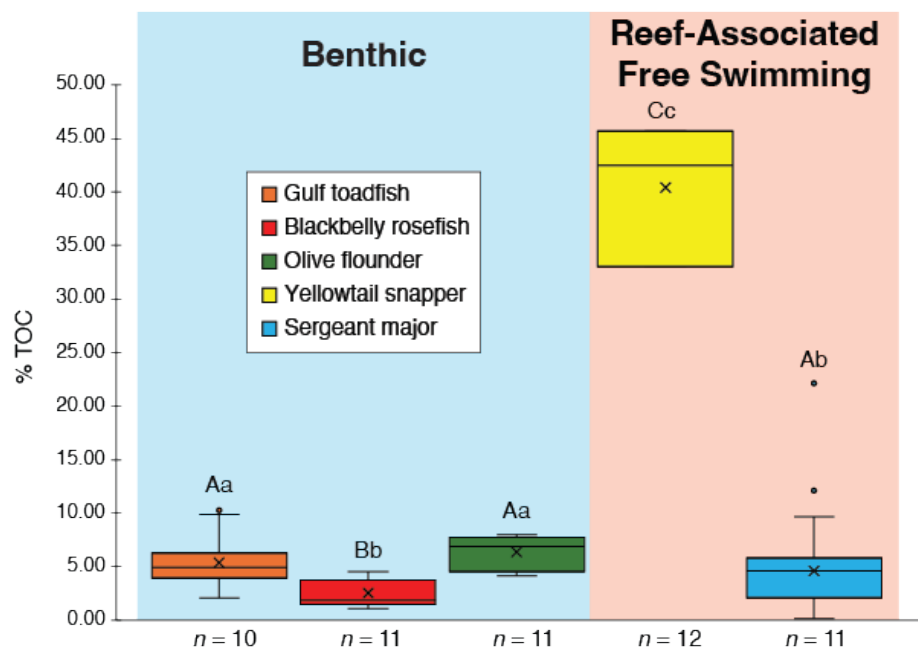 Benthic
Reef-Associated
Free Swimming
% TOC
50.00
45.00
40.00
35.00
30.00
25.00
20.00
15.00
10.00
5.00
0.00
Gulf toadfish
Blackbelly rosefish
Olive flounder
Yellowtail snapper
Sergeant major
Aa
Bb
Aa
Cc
Ab
n = 10
n = 11
n = 11
n = 12
n = 11